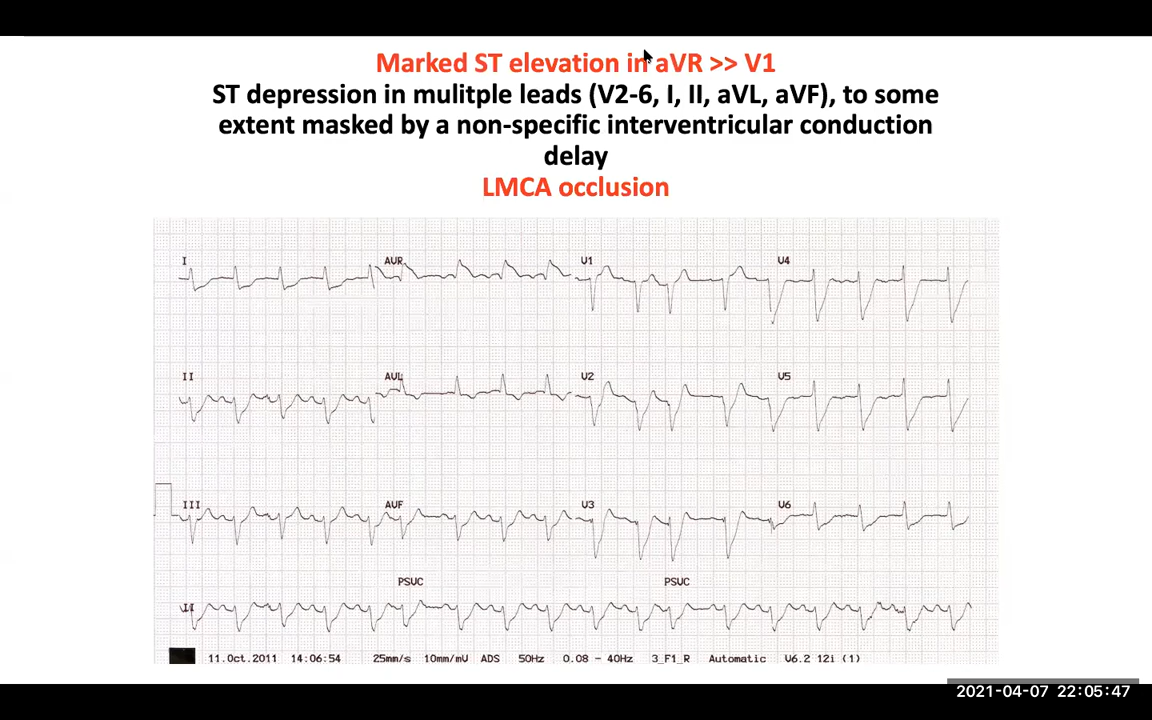 Marked ST elevation in aVR >> V1
ST depression in mulitple leads (V2-6, I, II, aVL, aVF), to some
extent masked by a non-specific interventricular conduction
delay
LMCA occlusion
I AVR V1 V4
II AVL V2 V5
III AVF V3 V6
PSVC PSVC
II
11.Oct.2011 14:06:54 25mm/s 10mm/mV ADS 50Hz 0.08 - 40Hz 3_F1_R Automatic V6.2 12i (1)
2021-04-07 22:05:47